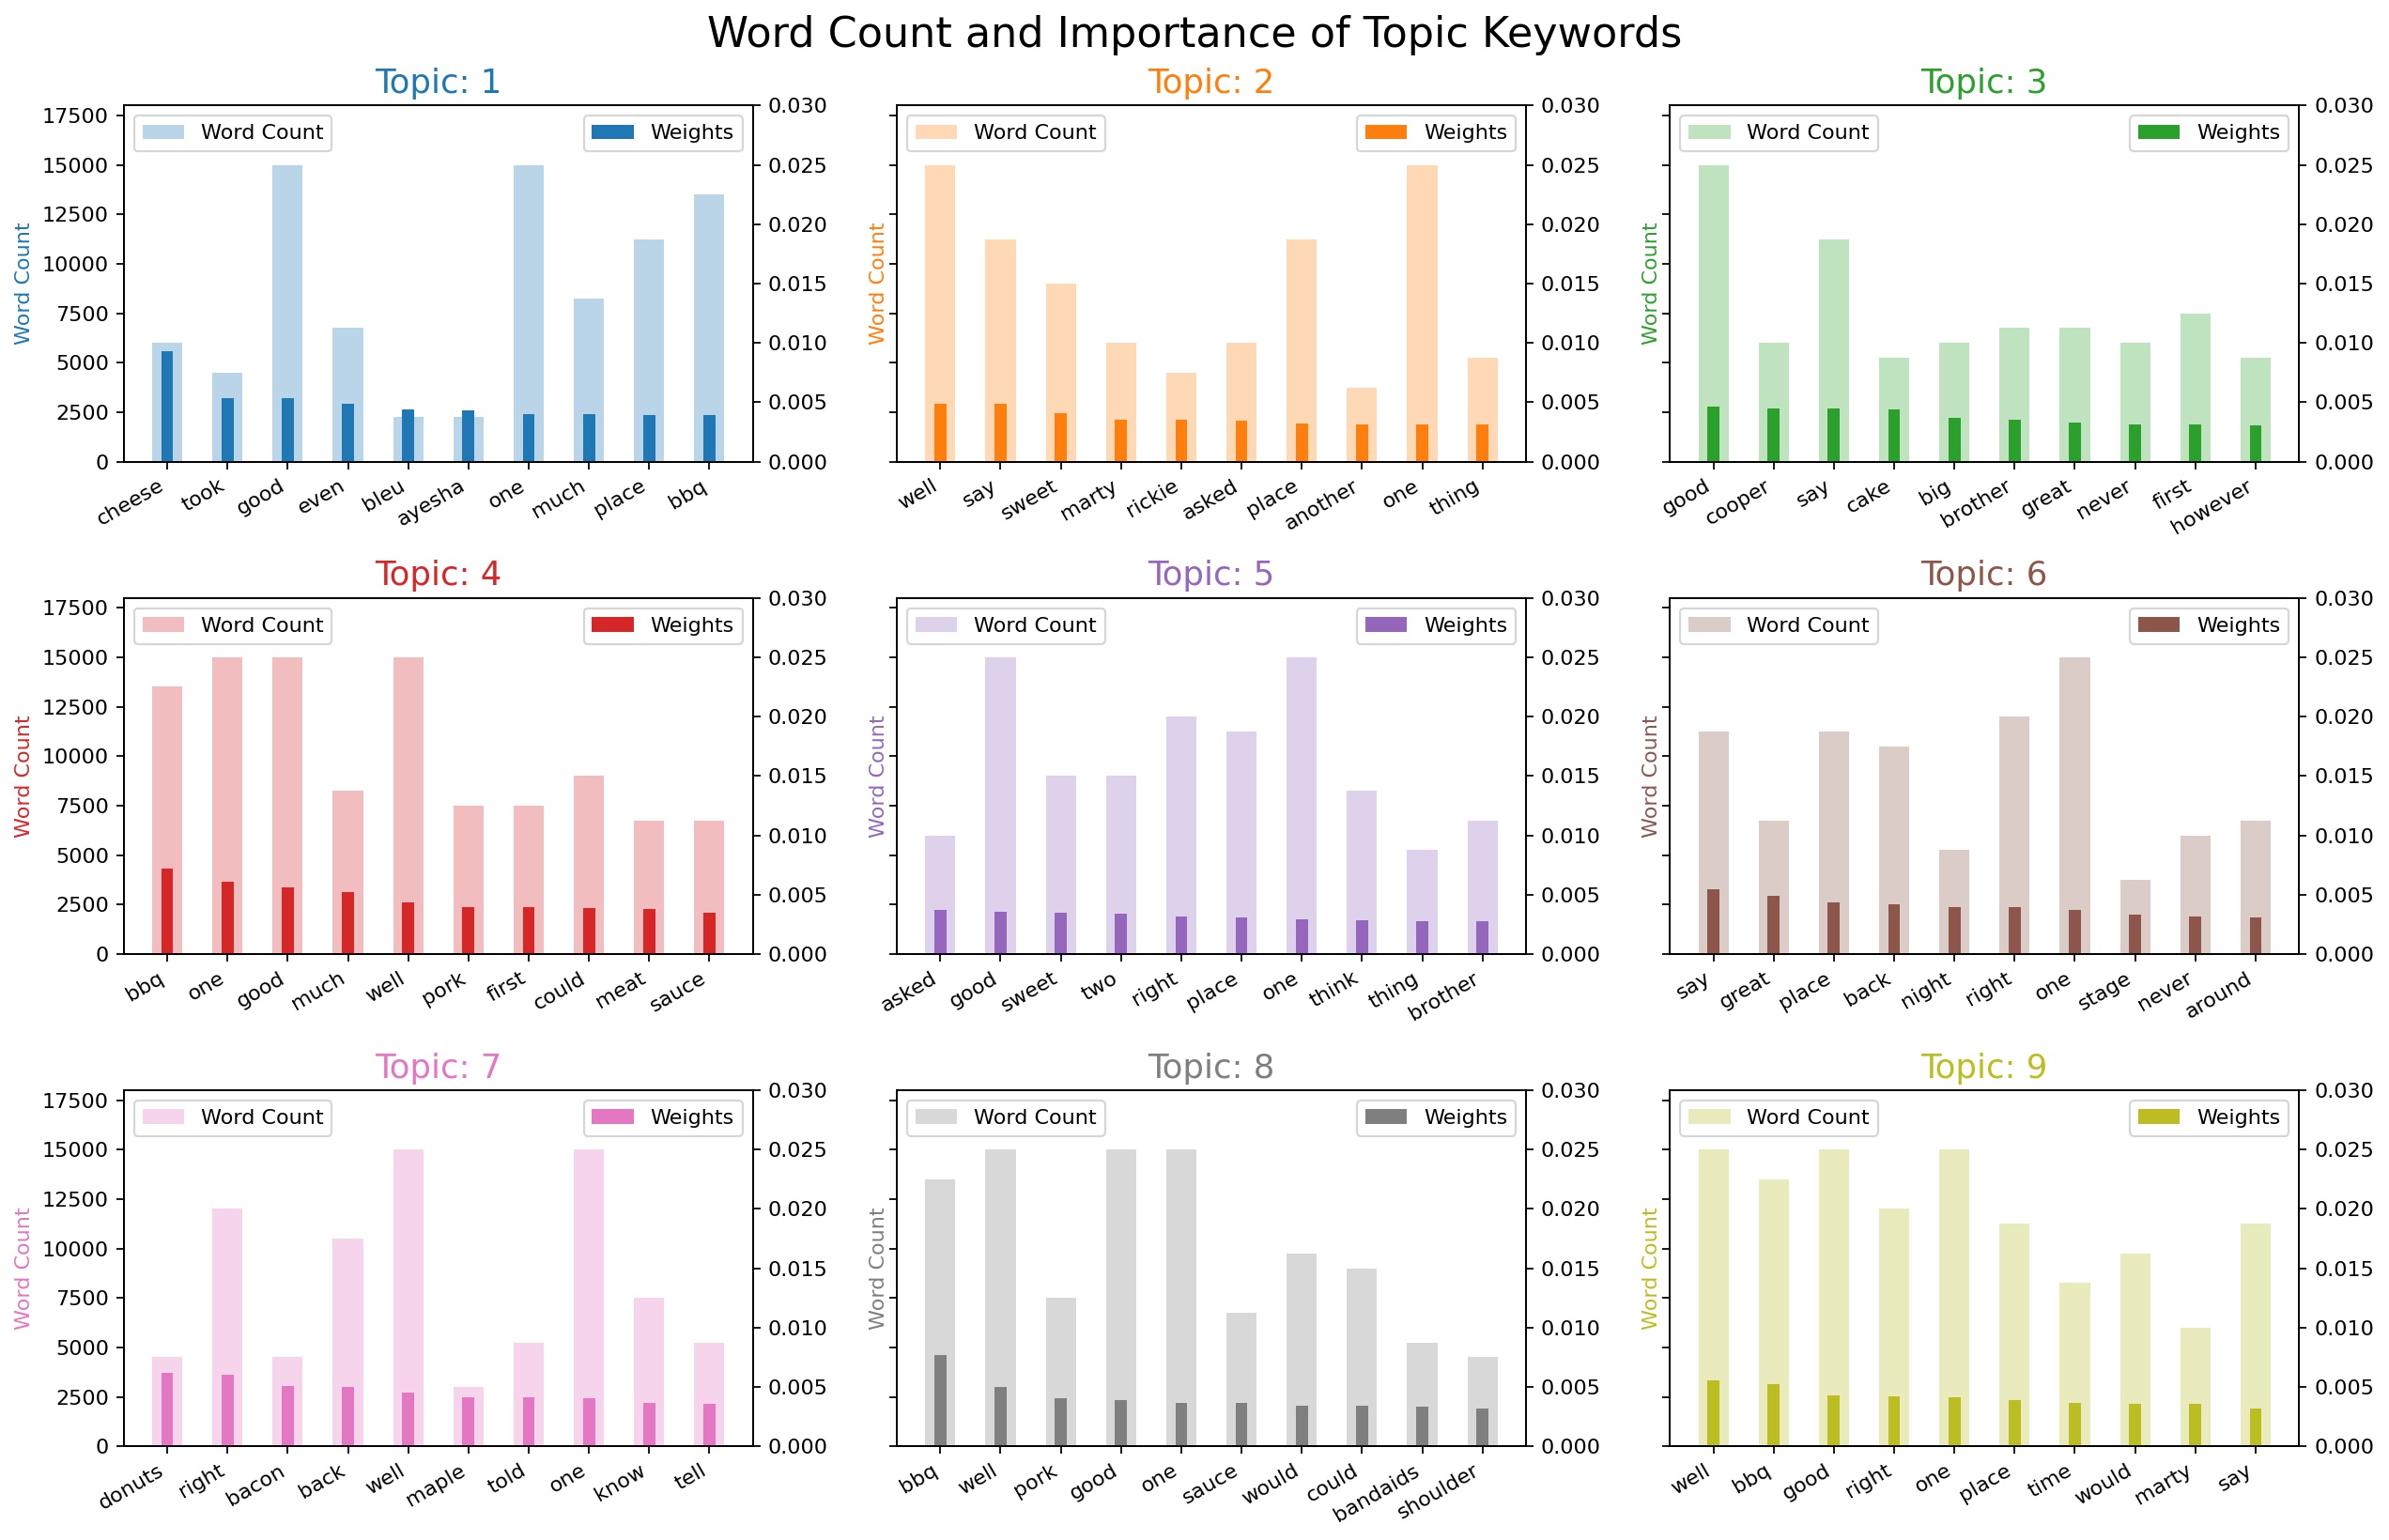 Word Count and Importance of Topic Keywords
Topic: 1
Topic: 2
Topic: 3
Word Count
Weights
Word Count
Weights
Word Count
Weights
Word Count
17500
15000
12500
10000
7500
5000
2500
0
0.030
0.025
0.020
0.015
0.010
0.005
0.000
cheese took good even bleu ayesha one much place bbq
Word Count
0.030
0.025
0.020
0.015
0.010
0.005
0.000
well say sweet marty rickie asked place another one thing
Word Count
0.030
0.025
0.020
0.015
0.010
0.005
0.000
good cooper say cake big brother great never first however
Topic: 4
Topic: 5
Topic: 6
Word Count
Weights
Word Count
Weights
Word Count
Weights
Word Count
17500
15000
12500
10000
7500
5000
2500
0
0.030
0.025
0.020
0.015
0.010
0.005
0.000
bbq one good much well pork first could meat sauce
Word Count
0.030
0.025
0.020
0.015
0.010
0.005
0.000
asked good sweet two right place one think thing brother
Word Count
0.030
0.025
0.020
0.015
0.010
0.005
0.000
say great place back night right one stage never around
Topic: 7
Topic: 8
Topic: 9
Word Count
Weights
Word Count
Weights
Word Count
Weights
Word Count
17500
15000
12500
10000
7500
5000
2500
0
0.030
0.025
0.020
0.015
0.010
0.005
0.000
donuts right bacon back well maple told one know tell
Word Count
0.030
0.025
0.020
0.015
0.010
0.005
0.000
bbq well pork good one sauce would could bandaids shoulder
Word Count
0.030
0.025
0.020
0.015
0.010
0.005
0.000
well bbq good right one place time would marty say